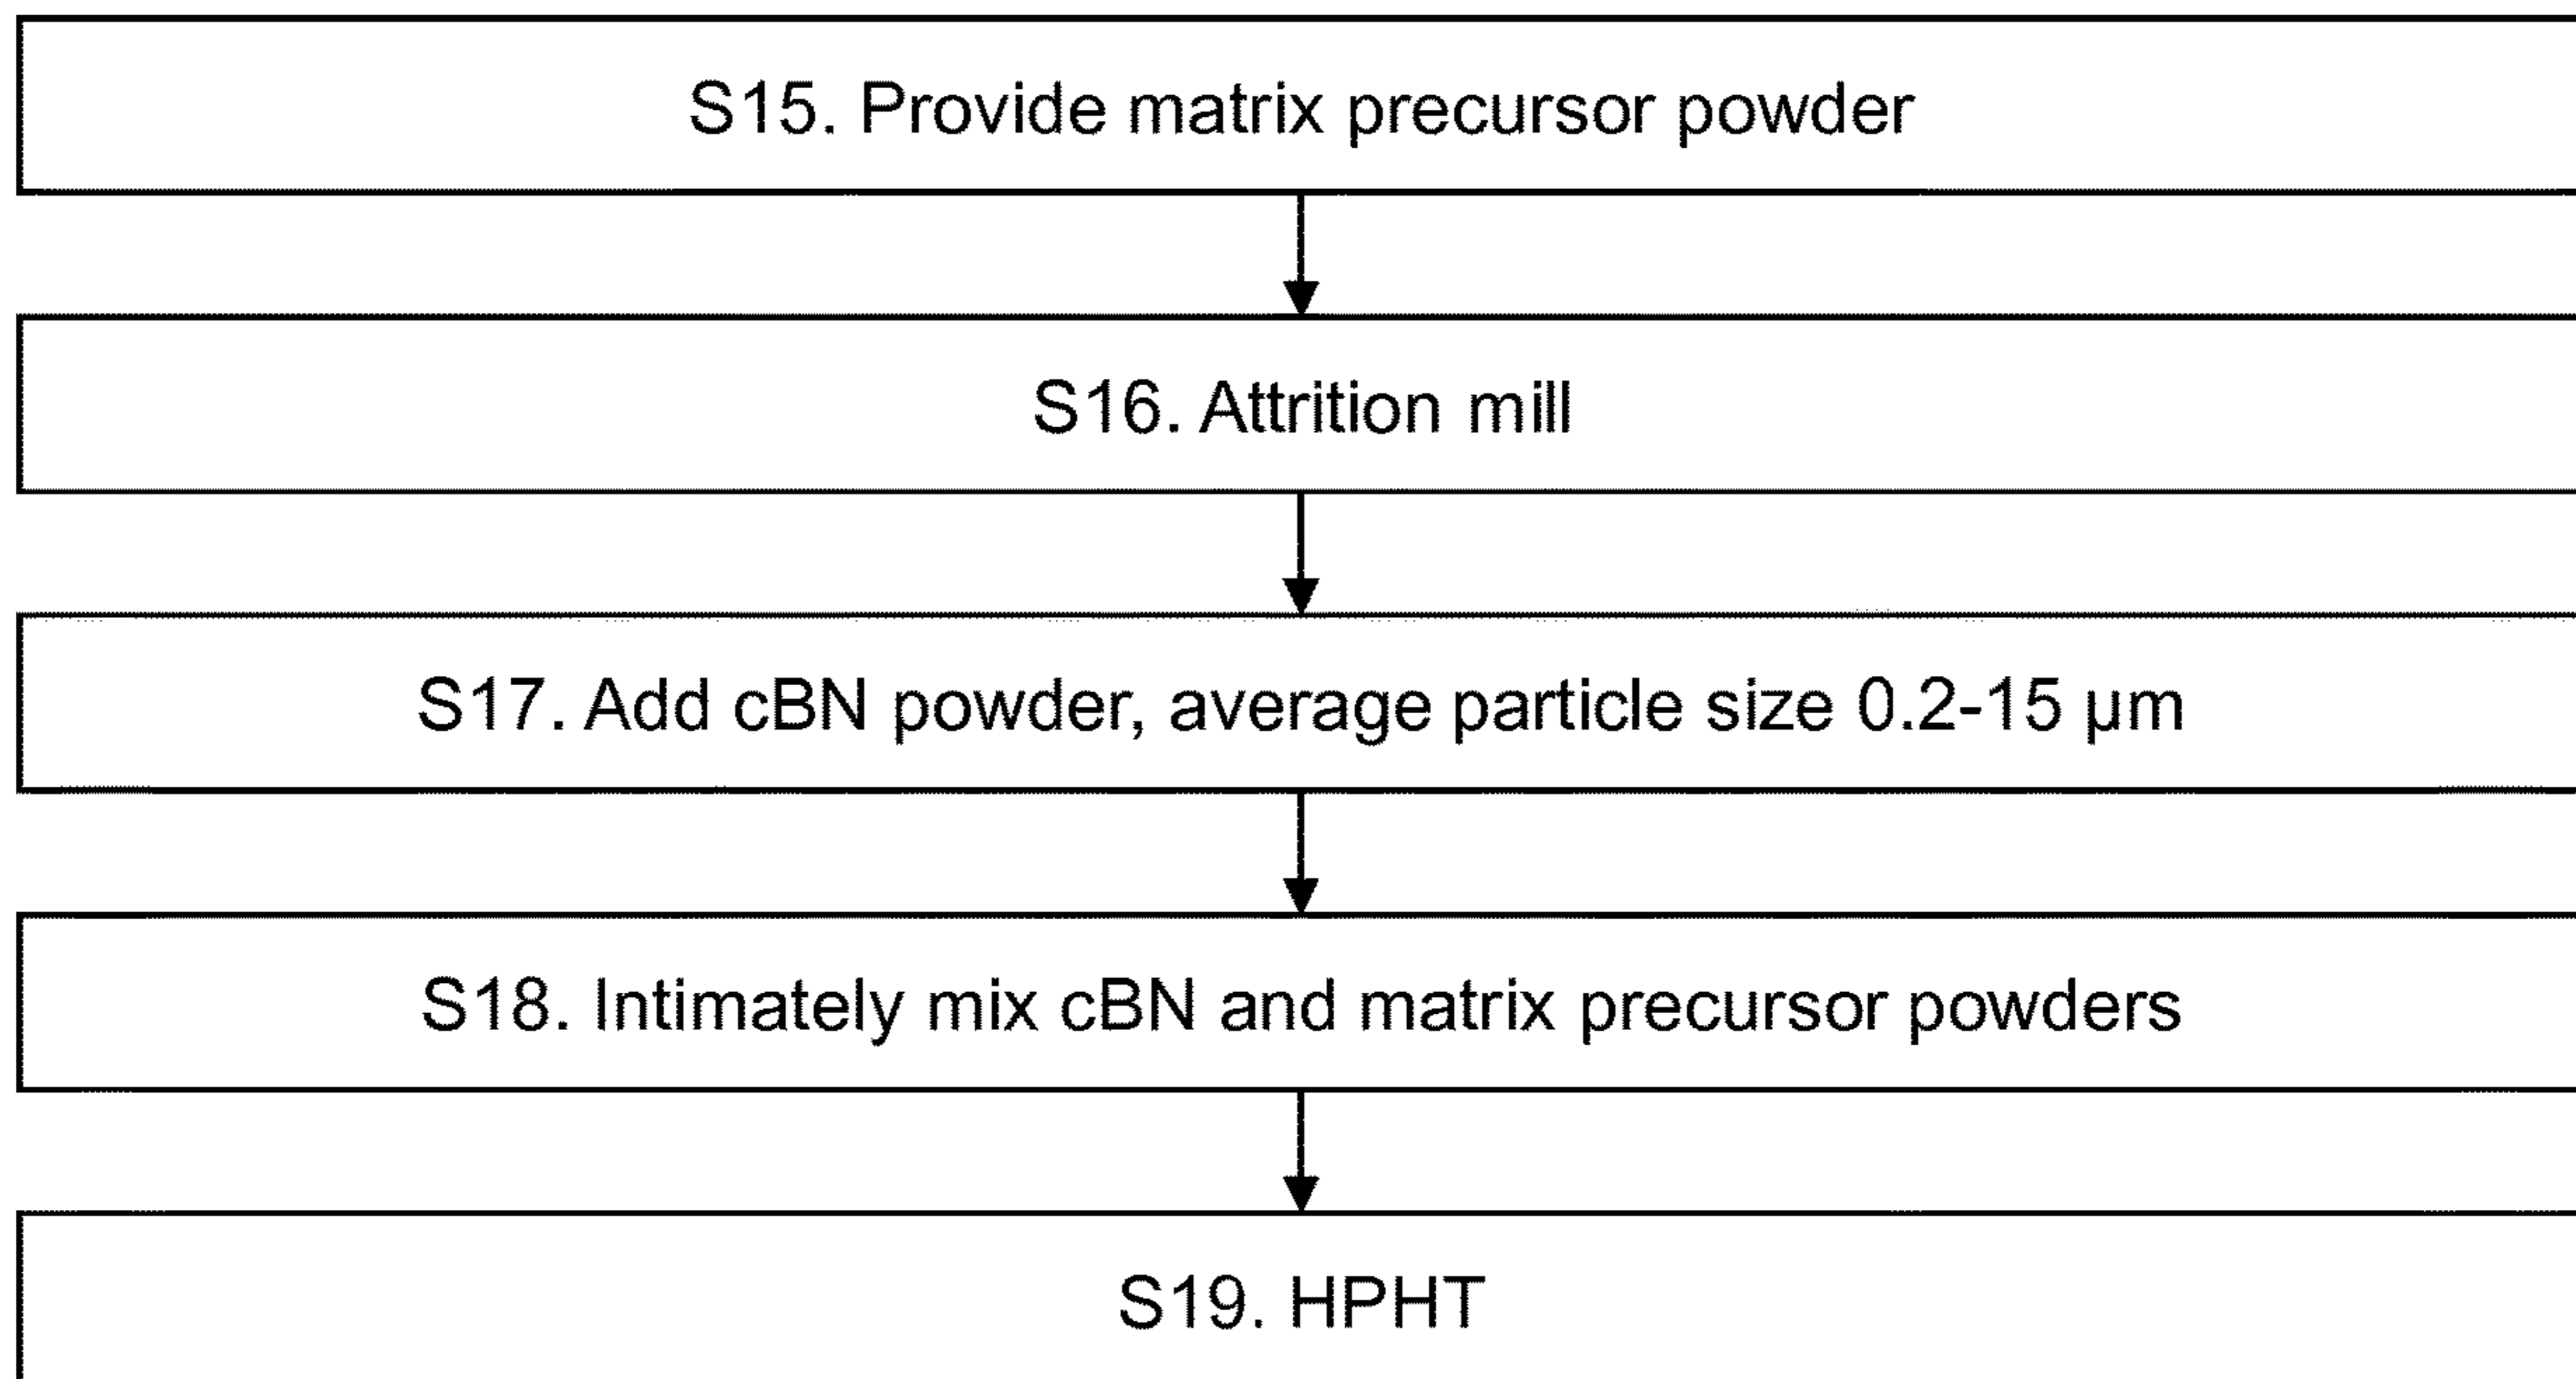 S15. Provide matrix precursor powder
S16. Attrition mill
S17. Add cBN powder, average particle size 0.2-15 µm
S18. Intimately mix cBN and matrix precursor powders
S19. HPHT